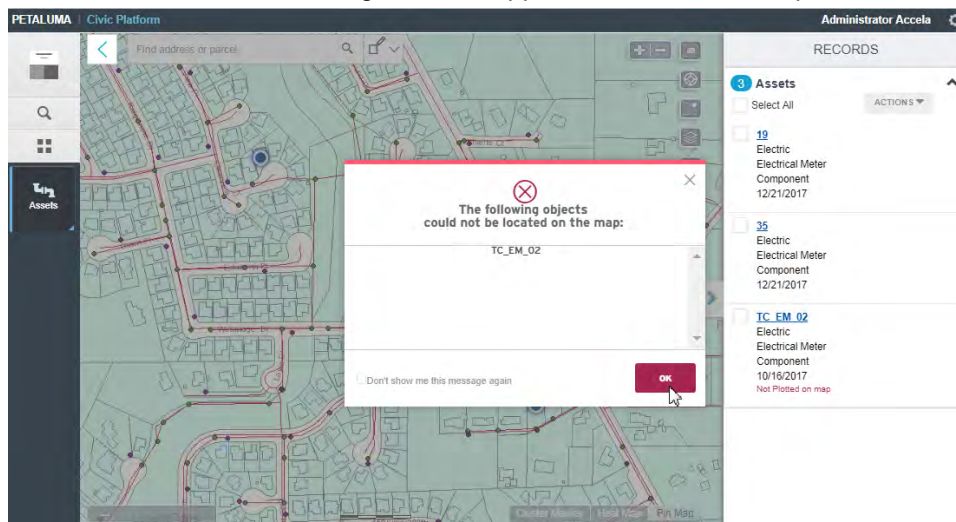 PETALUMA Civic Platform
Administrator Accela
Find address or parcel
RECORDS
Assets
3 Assets
Select All
ACTIONS
19
Electric
Electrical Meter
Component
12/21/2017
35
Electric
Electrical Meter
Component
12/21/2017
TC_EM_02
Electric
Electrical Meter
Component
10/16/2017
Not Plotted on map
The following objects
could not be located on the map:
TC_EM_02
Don't show me this message again
OK
Cluster Map Heat Map Pin Map